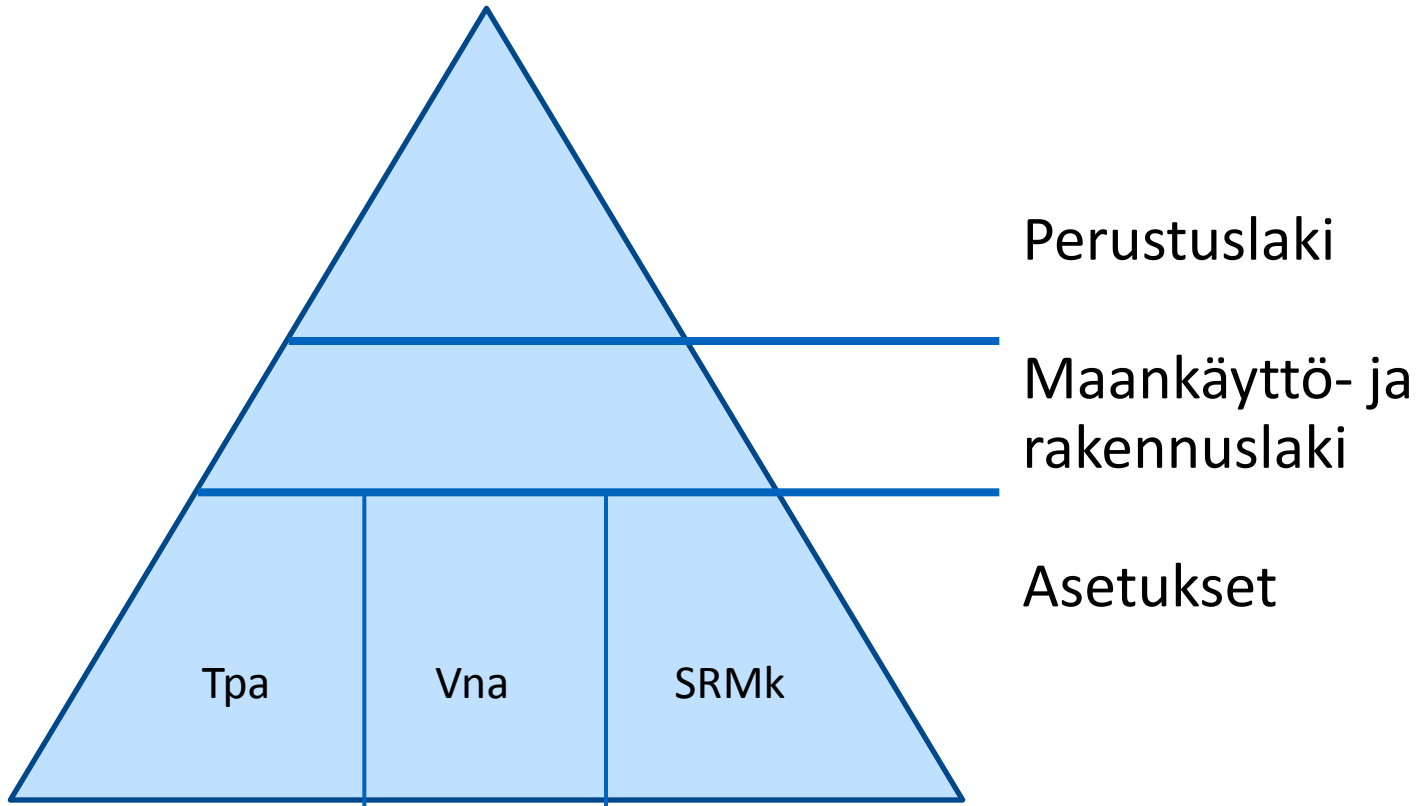 Perustuslaki
Maankäyttö- ja
rakennuslaki
Asetukset
Tpa
Vna
SRMk